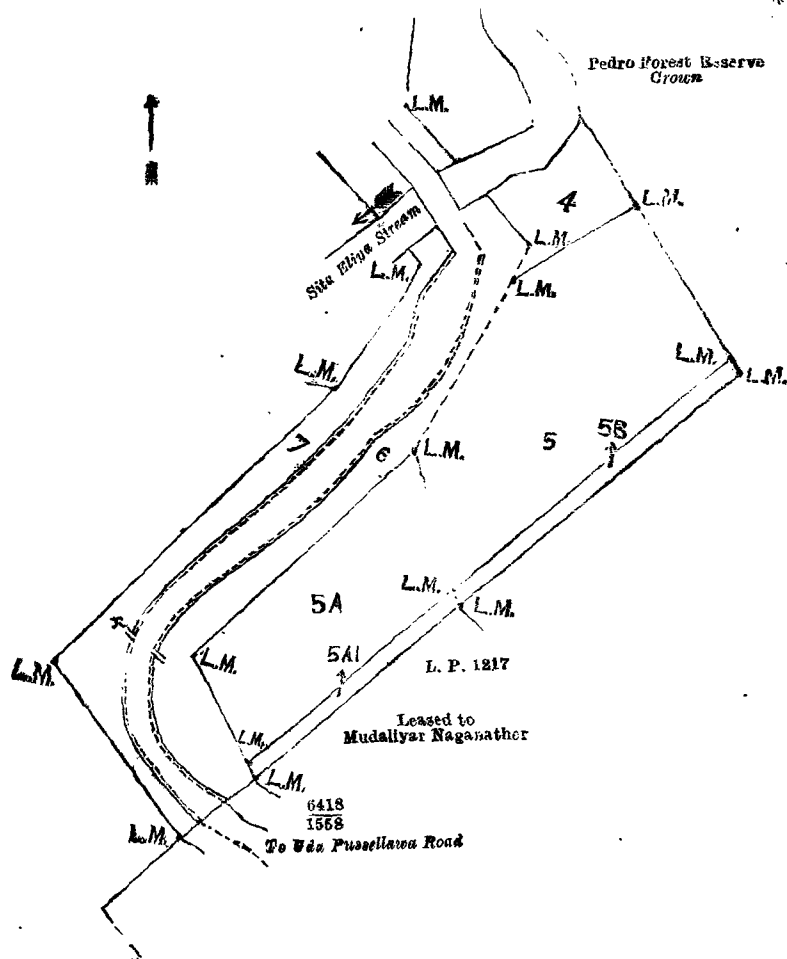 Pedro Forest Reserve
Crown
L.M.
4
L.M.
Sita Eliya Stream
L.M.
L.M.
L.M.
L.M.
L.M.
L.M.
7
6
L.M.
5
5B
L.M.
5A
L.M.
L.M.
L.M.
5A1
L. P. 1217
L.M.
Leased to
Mudaliyar Naganather
L.M.
L.M.
6418
1558
L.M.
To Uda Pussellawa Road